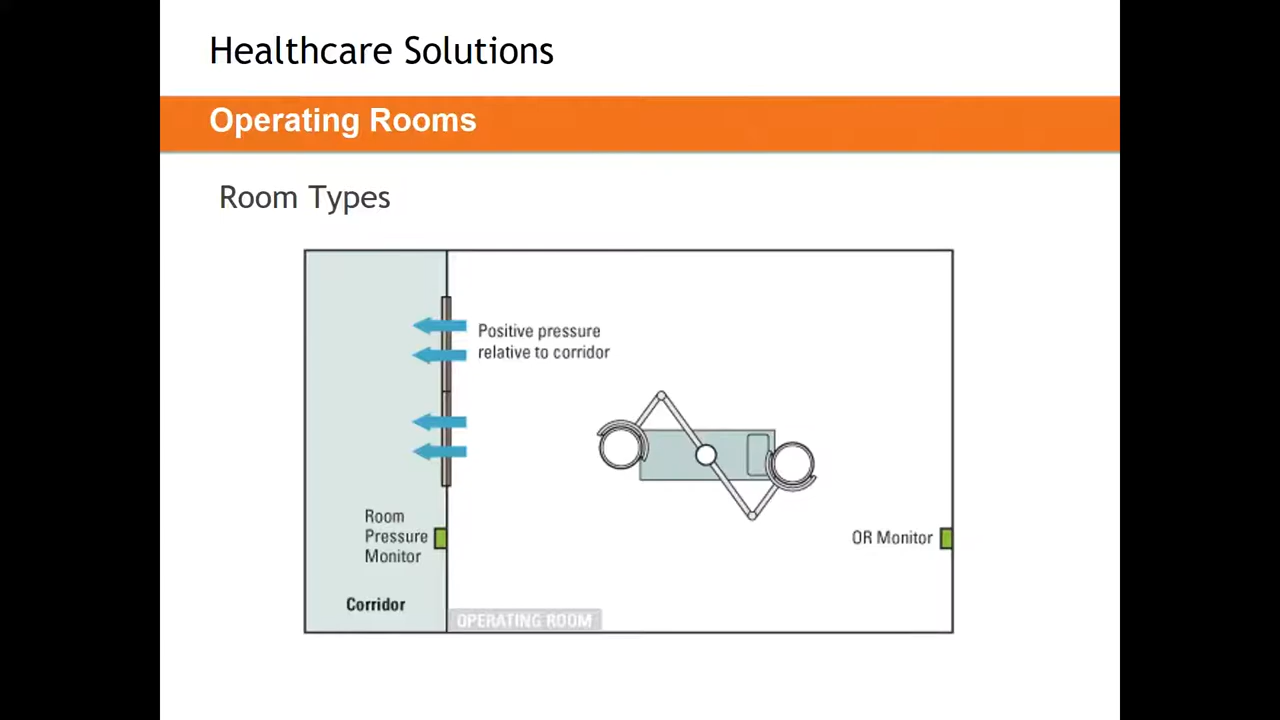 Healthcare Solutions
Operating Rooms
Room Types
Positive pressure
relative to corridor
Room
Pressure
Monitor
OR Monitor
Corridor
OPERATING ROOM